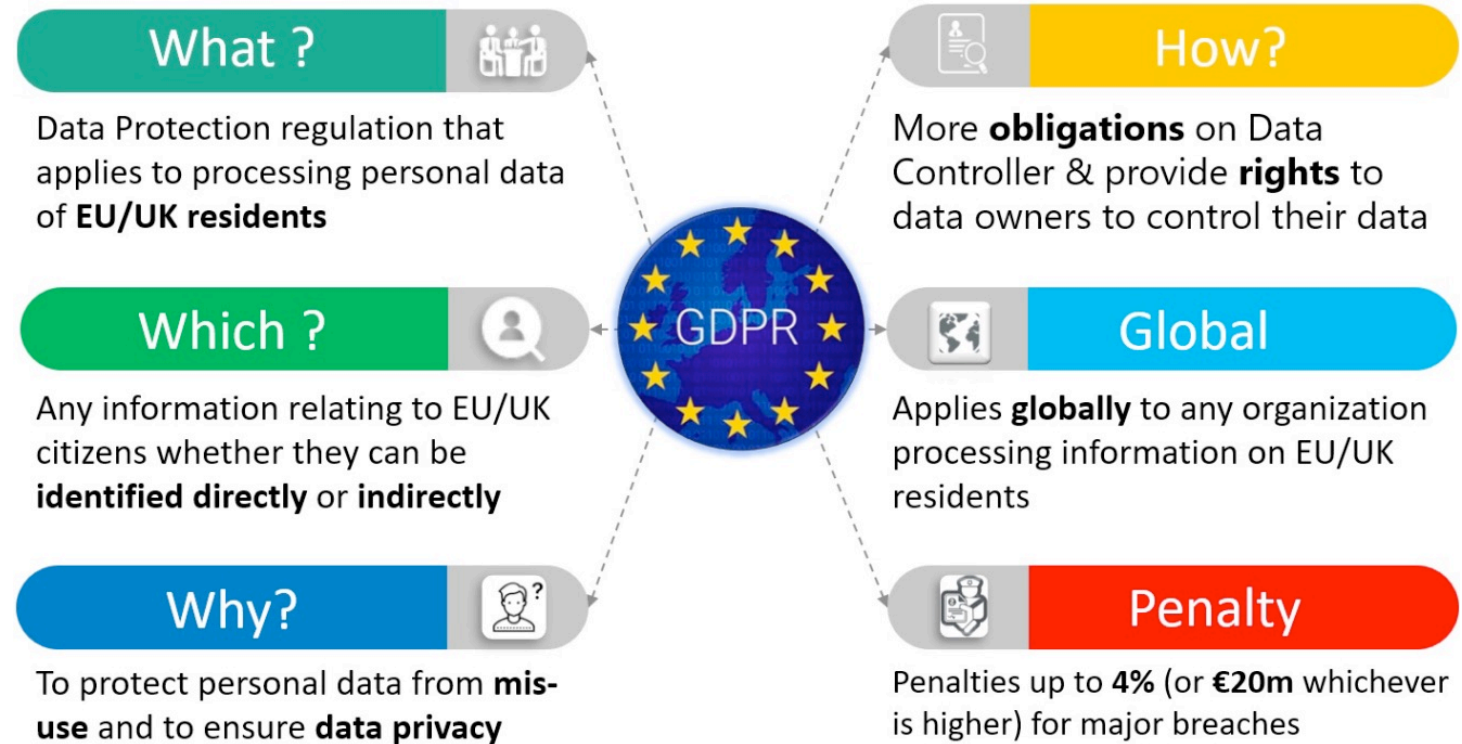 What ?
Data Protection regulation that
applies to processing personal data
of EU/UK residents
Which ?
Any information relating to EU/UK
citizens whether they can be
identified directly or indirectly
Why?
To protect personal data from mis-
use and to ensure data privacy
GDPR
How?
More obligations on Data
Controller & provide rights to
data owners to control their data
Global
Applies globally to any organization
processing information on EU/UK
residents
Penalty
Penalties up to 4% (or €20m whichever
is higher) for major breaches